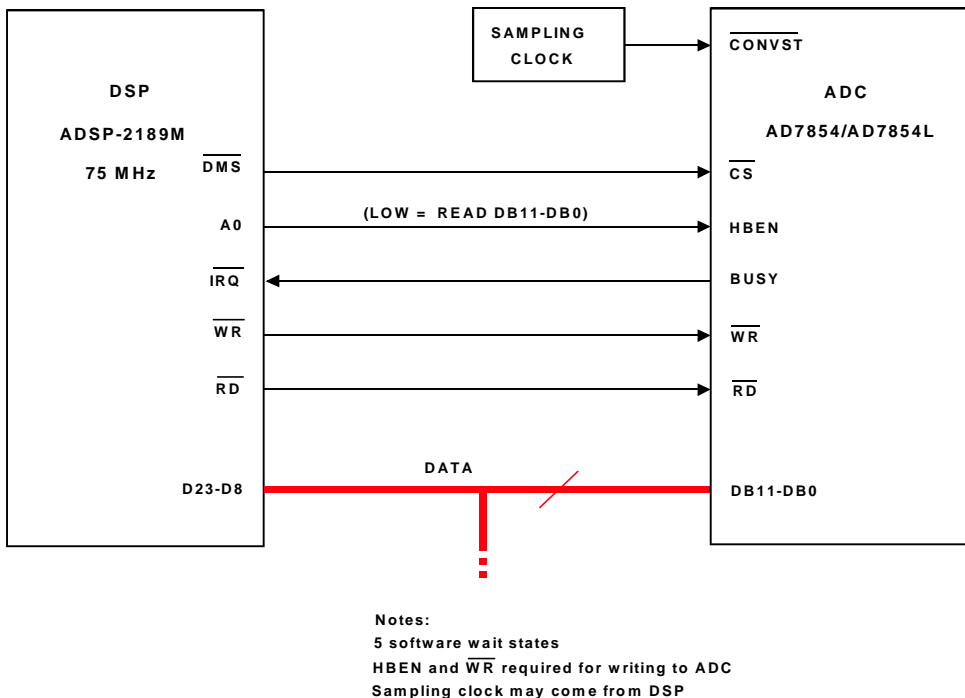 SAMPLING
CLOCK
CONVST
DSP
ADSP-2189M
75 MHz
ADC
AD7854/AD7854L
DMS
CS
A0
(LOW = READ DB11-DB0)
HBEN
IRQ
BUSY
WR
WR
RD
RD
DATA
D23-D8
DB11-DB0
Notes:
5 software wait states
HBEN and WR required for writing to ADC
Sampling clock may come from DSP